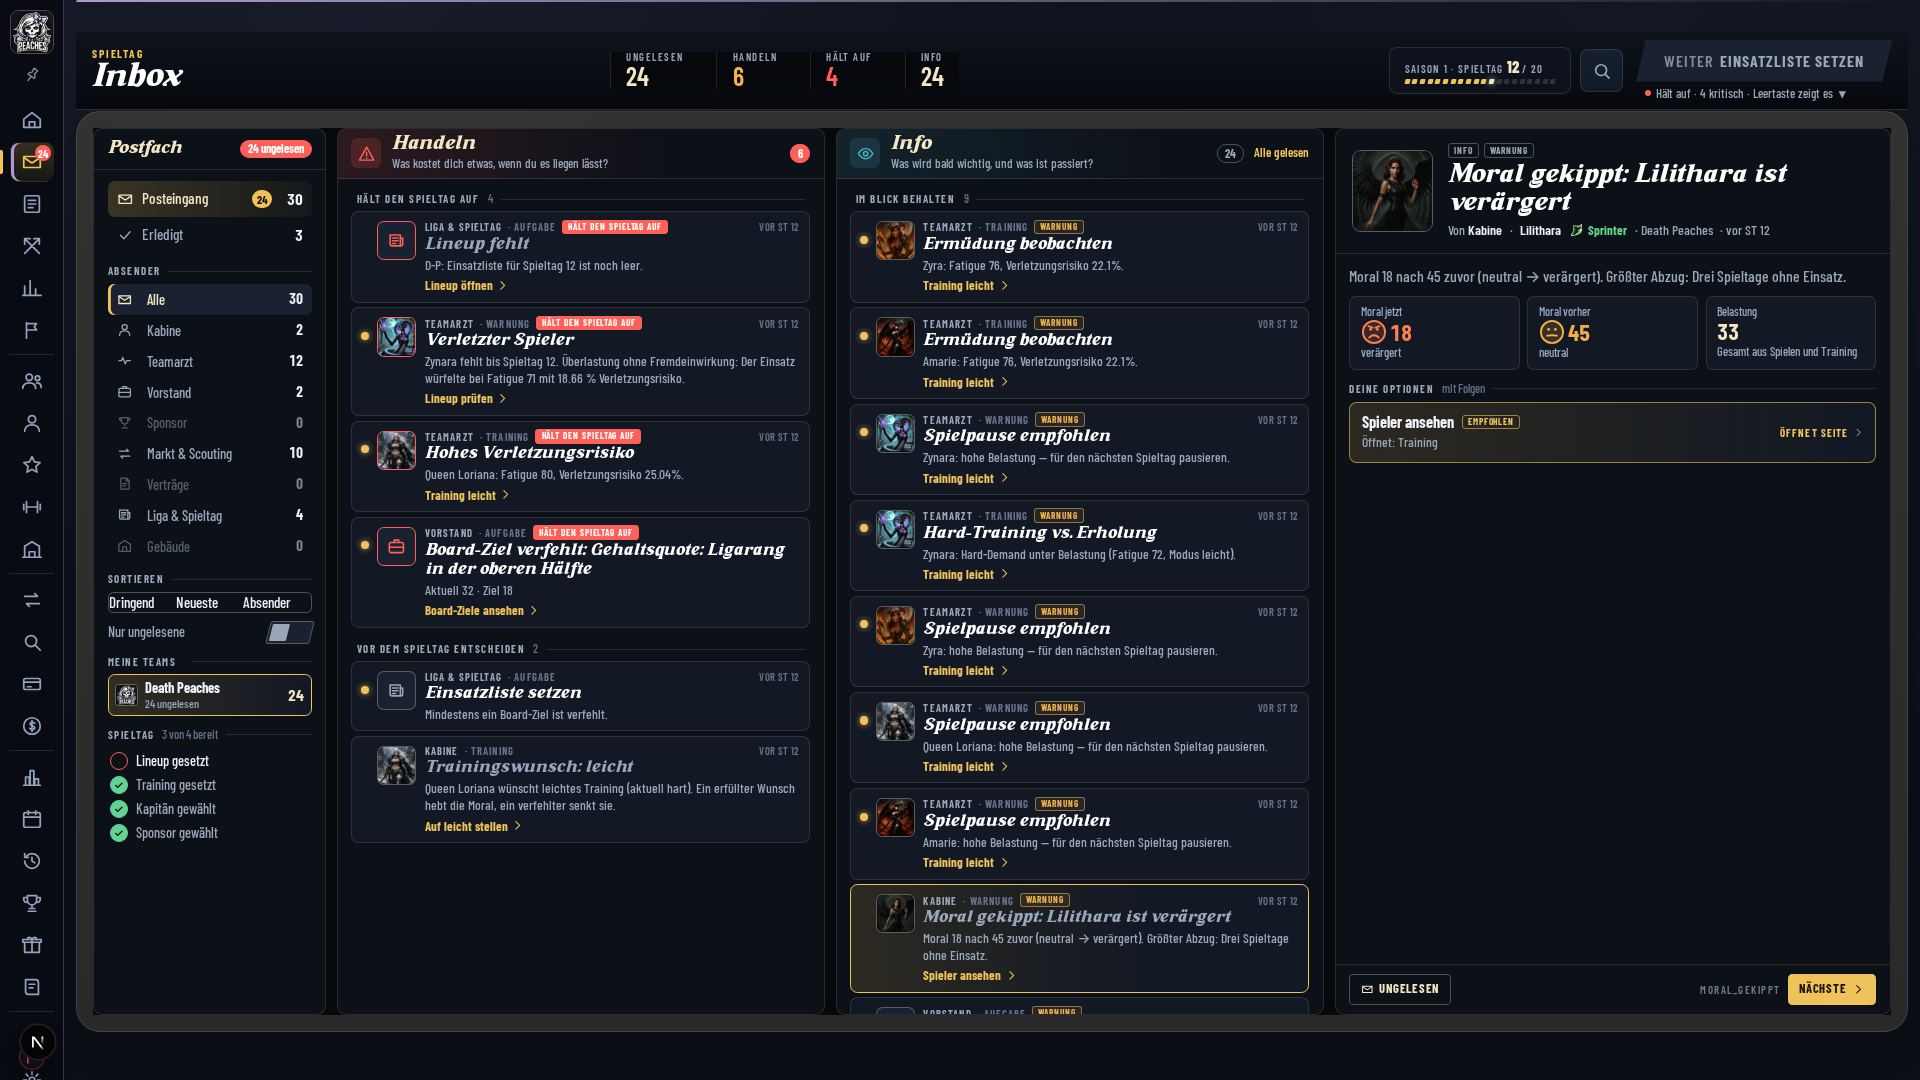 PEACHES
SPIELTAG
Inbox
UNGELESEN
24
HANDELN
6
HÄLT AUF
4
INFO
24
SAISON 1 · SPIELTAG 12 / 20
WEITER EINSATZLISTE SETZEN
Hält auf · 4 kritisch · Leertaste zeigt es ▼
24
Postfach
24 ungelesen
Posteingang 24 30
Erledigt 3
ABSENDER
Alle 30
Kabine 2
Teamarzt 12
Vorstand 2
Sponsor 0
Markt & Scouting 10
Verträge 0
Liga & Spieltag 4
Gebäude 0
SORTIEREN
Dringend Neueste Absender
Nur ungelesene
MEINE TEAMS
Death Peaches
24 ungelesen
24
SPIELTAG 3 von 4 bereit
Lineup gesetzt
Training gesetzt
Kapitän gewählt
Sponsor gewählt
N
Handeln
Was kostet dich etwas, wenn du es liegen lässt?
6
HÄLT DEN SPIELTAG AUF 4
LIGA & SPIELTAG · AUFGABE HÄLT DEN SPIELTAG AUF VOR ST 12
Lineup fehlt
D-P: Einsatzliste für Spieltag 12 ist noch leer.
Lineup öffnen >
TEAMARZT · WARNUNG HÄLT DEN SPIELTAG AUF VOR ST 12
Verletzter Spieler
Zynara fehlt bis Spieltag 12. Überlastung ohne Fremdeinwirkung: Der Einsatz
würfelte bei Fatigue 71 mit 18.66 % Verletzungsrisiko.
Lineup prüfen >
TEAMARZT · TRAINING HÄLT DEN SPIELTAG AUF VOR ST 12
Hohes Verletzungsrisiko
Queen Loriana: Fatigue 80, Verletzungsrisiko 25.04%.
Training leicht >
VORSTAND · AUFGABE HÄLT DEN SPIELTAG AUF VOR ST 12
Board-Ziel verfehlt: Gehaltsquote: Ligarang
in der oberen Hälfte
Aktuell 32 · Ziel 18
Board-Ziele ansehen >
VOR DEM SPIELTAG ENTSCHEIDEN 2
LIGA & SPIELTAG · AUFGABE VOR ST 12
Einsatzliste setzen
Mindestens ein Board-Ziel ist verfehlt.
KABINE · TRAINING VOR ST 12
Trainingswunsch: leicht
Queen Loriana wünscht leichtes Training (aktuell hart). Ein erfüllter Wunsch
hebt die Moral, ein verfehlter senkt sie.
Auf leicht stellen >
Info
Was wird bald wichtig, und was ist passiert?
24 Alle gelesen
IM BLICK BEHALTEN 9
TEAMARZT · TRAINING WARNUNG VOR ST 12
Ermüdung beobachten
Zyra: Fatigue 76, Verletzungsrisiko 22.1%.
Training leicht >
TEAMARZT · TRAINING WARNUNG VOR ST 12
Ermüdung beobachten
Amarie: Fatigue 76, Verletzungsrisiko 22.1%.
Training leicht >
TEAMARZT · WARNUNG WARNUNG VOR ST 12
Spielpause empfohlen
Zynara: hohe Belastung – für den nächsten Spieltag pausieren.
Training leicht >
TEAMARZT · TRAINING WARNUNG VOR ST 12
Hard-Training vs. Erholung
Zynara: Hard-Demand unter Belastung (Fatigue 72, Modus leicht).
Training leicht >
TEAMARZT · WARNUNG WARNUNG VOR ST 12
Spielpause empfohlen
Zyra: hohe Belastung – für den nächsten Spieltag pausieren.
Training leicht >
TEAMARZT · WARNUNG WARNUNG VOR ST 12
Spielpause empfohlen
Queen Loriana: hohe Belastung – für den nächsten Spieltag pausieren.
Training leicht >
TEAMARZT · WARNUNG WARNUNG VOR ST 12
Spielpause empfohlen
Amarie: hohe Belastung – für den nächsten Spieltag pausieren.
Training leicht >
KABINE · WARNUNG WARNUNG VOR ST 12
Moral gekippt: Lilithara ist verärgert
Moral 18 nach 45 zuvor (neutral → verärgert). Größter Abzug: Drei Spieltage
ohne Einsatz.
Spieler ansehen >
VORSTAND · AUFGABE WARNUNG VOR ST 12
INFO WARNUNG
Moral gekippt: Lilithara ist
verärgert
Von Kabine · Lilithara Sprinter · Death Peaches · vor ST 12
Moral 18 nach 45 zuvor (neutral → verärgert). Größter Abzug: Drei Spieltage ohne Einsatz.
Moral jetzt
18
verärgert
Moral vorher
45
neutral
Belastung
33
Gesamt aus Spielen und Training
DEINE OPTIONEN mit Folgen
Spieler ansehen EMPFOHLEN
Öffnet: Training
ÖFFNET SEITE >
UNGELESEN
MORAL_GEKIPPT
NÄCHSTE >